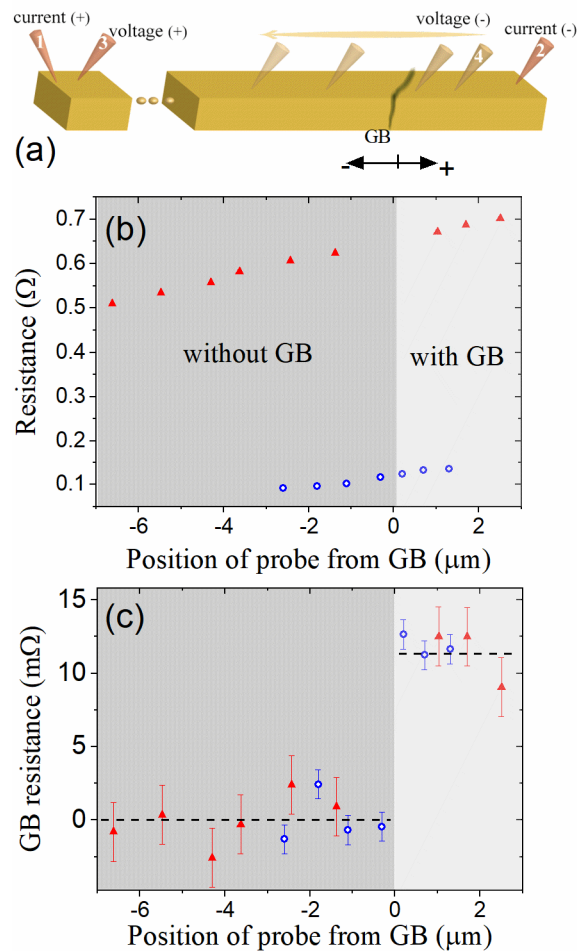 current (+)
voltage (+)
voltage (-)
current (-)
1
3
4
2
GB
(a)
- +
(b)
0.7
0.6
0.5
0.4
0.3
0.2
0.1
Resistance (Ω)
without GB
with GB
-6 -4 -2 0 2
Position of probe from GB (μm)
(c)
15
10
5
0
GB resistance (mΩ)
-6 -4 -2 0 2
Position of probe from GB (μm)